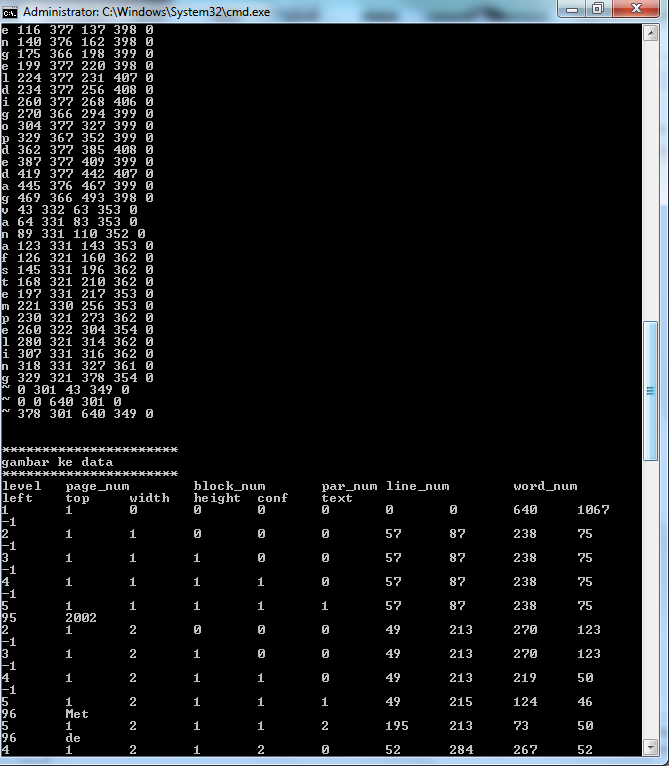 Administrator: C:\Windows\System32\cmd.exe
e 116 377 137 398 0
n 140 376 162 398 0
g 175 366 198 399 0
e 199 377 220 398 0
l 224 377 231 407 0
d 234 377 256 408 0
i 260 377 268 406 0
g 270 366 294 399 0
o 304 377 327 399 0
p 329 367 352 399 0
d 362 377 385 408 0
e 387 377 409 399 0
d 419 377 442 407 0
a 445 376 467 399 0
g 469 366 493 398 0
v 43 332 63 353 0
a 64 331 83 353 0
n 89 331 110 352 0
a 123 331 143 353 0
f 126 321 160 362 0
s 145 331 196 362 0
t 168 321 210 362 0
e 197 331 217 353 0
m 221 330 256 353 0
p 230 321 273 362 0
e 260 322 304 354 0
l 280 321 314 362 0
i 307 331 316 362 0
n 318 331 327 361 0
g 329 321 378 354 0
~ 0 301 43 349 0
~ 0 0 640 301 0
~ 378 301 640 349 0
**********************
gambar ke data
**********************
level page_num block_num par_num line_num word_num
left top width height conf text
1 1 0 0 0 0 0 0 640 1067
-1
2 1 1 0 0 0 57 87 238 75
-1
3 1 1 1 0 0 57 87 238 75
-1
4 1 1 1 1 0 57 87 238 75
-1
5 1 1 1 1 1 57 87 238 75
95 2002
2 1 2 0 0 0 49 213 270 123
-1
3 1 2 1 0 0 49 213 270 123
-1
4 1 2 1 1 0 49 213 219 50
-1
5 1 2 1 1 1 49 215 124 46
96 Met
5 1 2 1 1 2 195 213 73 50
96 de
4 1 2 1 2 0 52 284 267 52